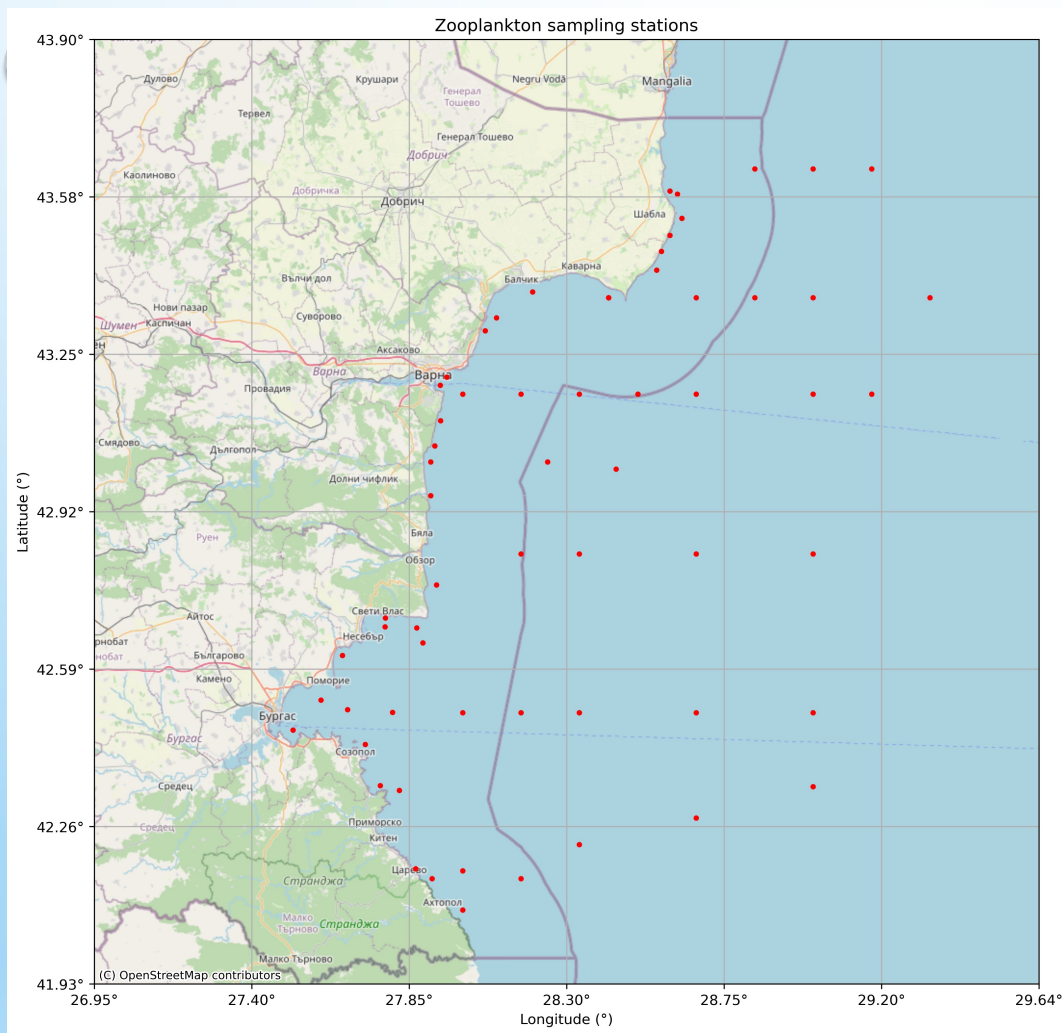 Zooplankton sampling stations
43.90°
Дулово
Крушари
Negru Vodă
Mangalia
Генерал
Тошево
Тервел
Генерал Тошево
Добрич
Каолиново
43.58°
Добричка
Добрич
Шабла
Каварна
Балчик
Вълчи дол
Нови пазар
Суворово
Шумен
Каспичан
ен
Аксаково
43.25°
Варна
Варна
Провадия
Смядово
Дългопол
Долни чифлик
42.92°
Бяла
Руен
Обзор
Свети Влас
Айтос
Несебър
рнобат
нобат
Българово
42.59°
Камено
Поморие
Бургас
Бургас
Созопол
Средец
Приморско
42.26°
Средец
Китен
Царево
Странджа
Ахтопол
Малко
Търново
Странджа
Малко Търново
(C) OpenStreetMap contributors
41.93°
26.95°
27.40°
27.85°
28.30°
28.75°
29.20°
29.64°
Longitude (°)
Latitude (°)